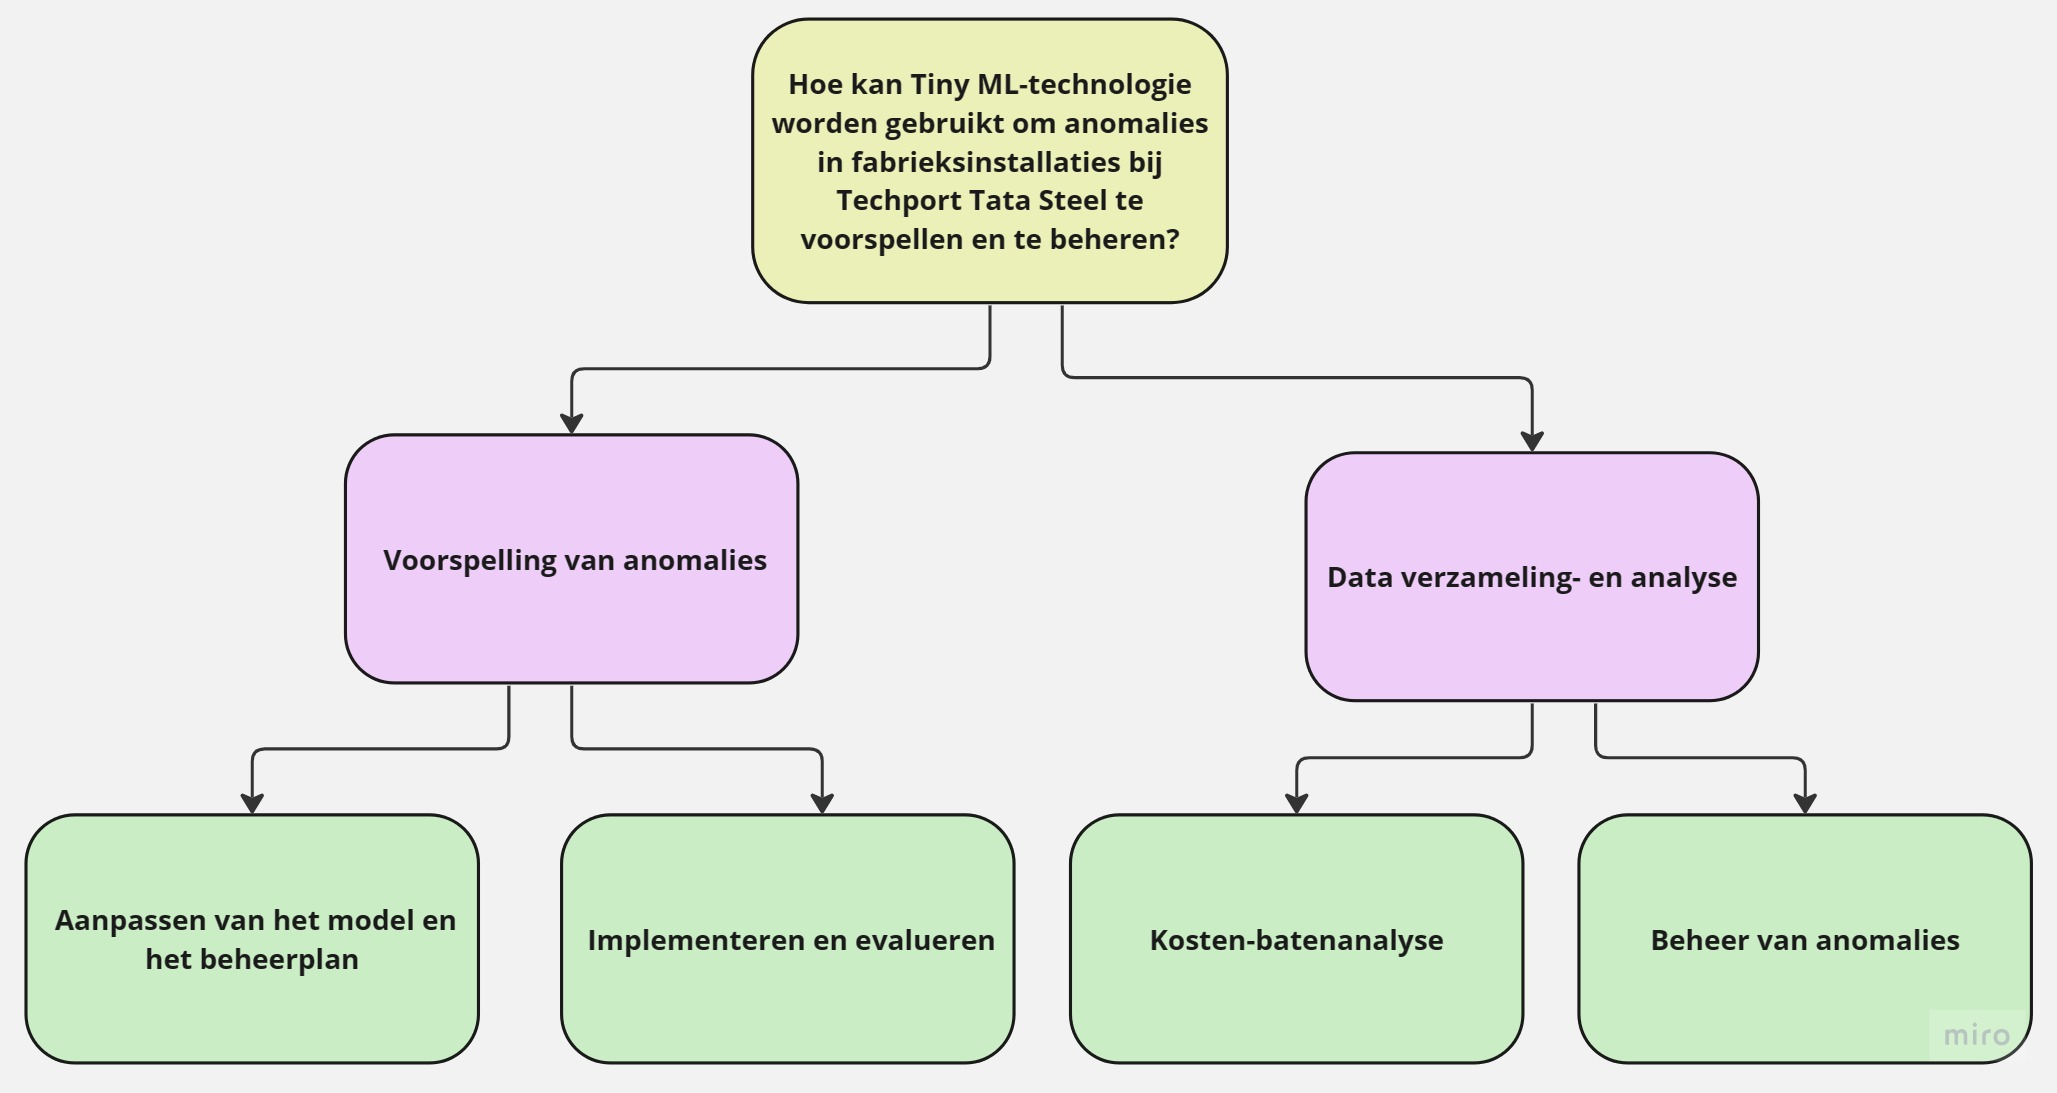 Hoe kan Tiny ML-technologie
worden gebruikt om anomalies
in fabrieksinstallaties bij
Techport Tata Steel te
voorspellen en te beheren?
Voorspelling van anomalies
Data verzameling- en analyse
Aanpassen van het model en
het beheerplan
Implementeren en evalueren
Kosten-batenanalyse
Beheer van anomalies
miro